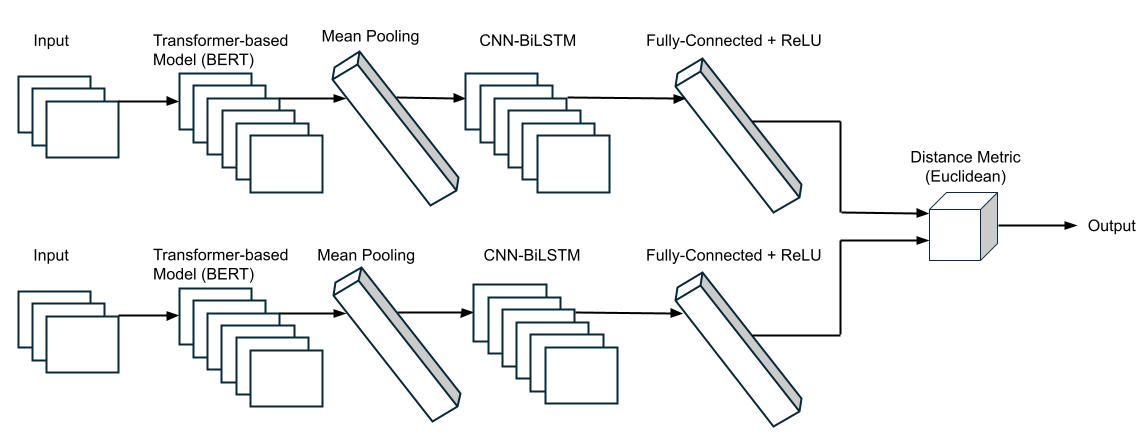 Input
Transformer-based
Model (BERT)
Mean Pooling
CNN-BiLSTM
Fully-Connected + ReLU
Distance Metric
(Euclidean)
Output
Input
Transformer-based
Model (BERT)
Mean Pooling
CNN-BiLSTM
Fully-Connected + ReLU